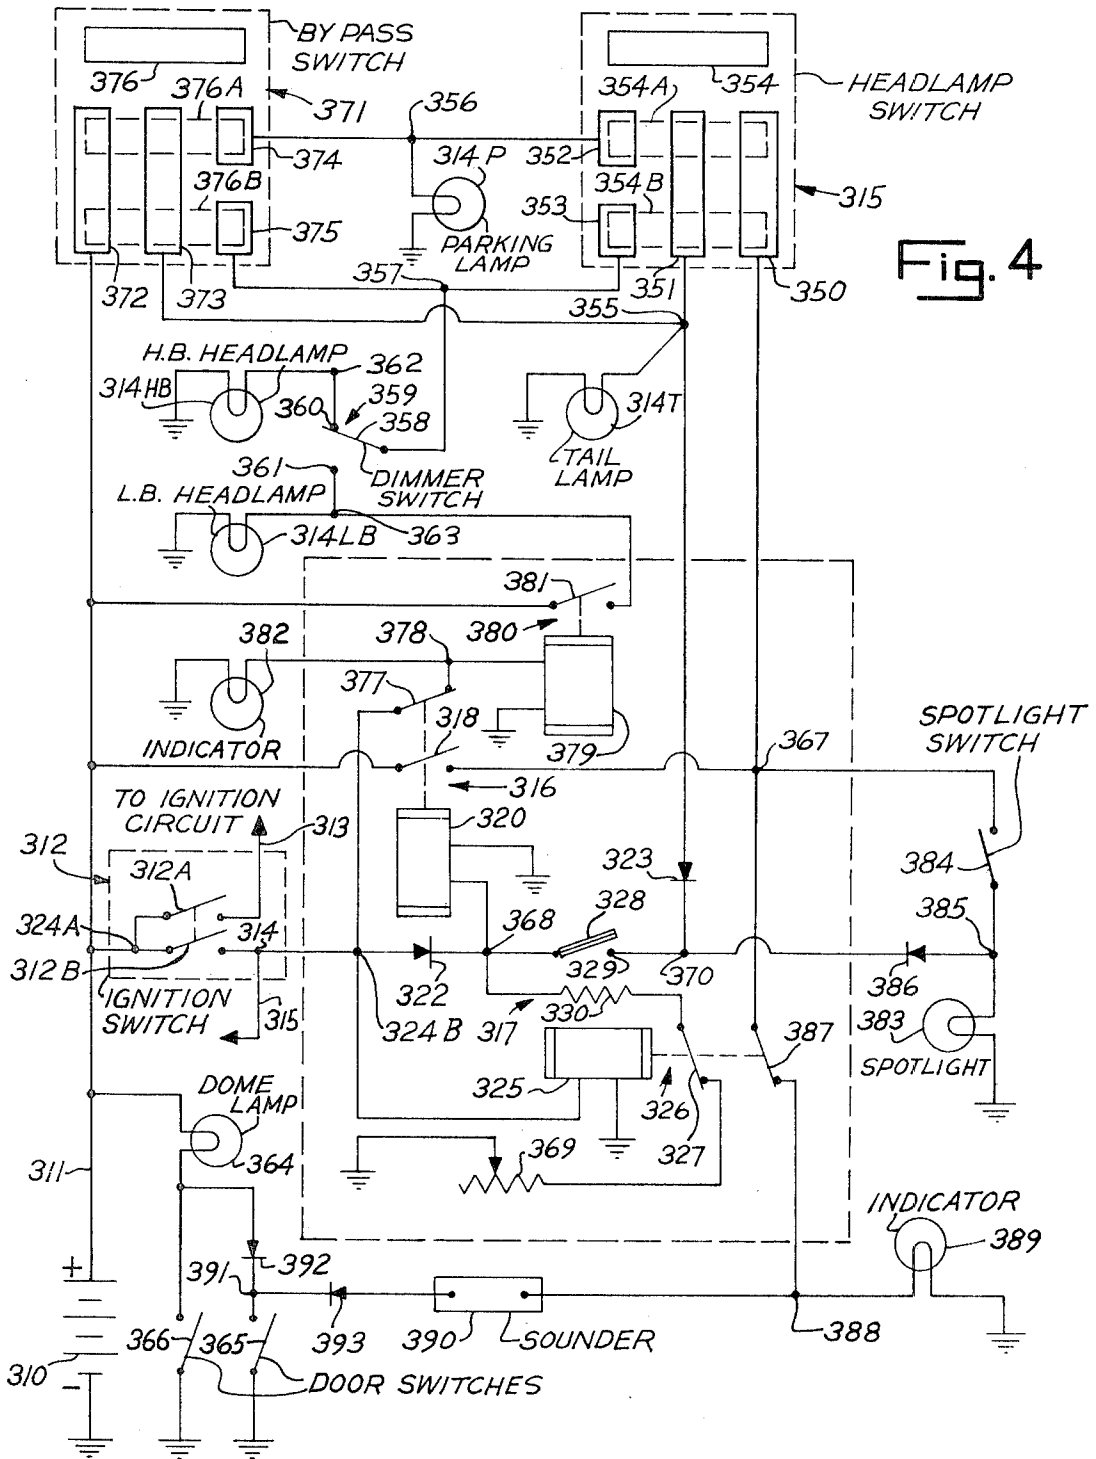 BY PASS
SWITCH
376
376A
371
374
376B
375
372
373
356
314P
PARKING
LAMP
357
354A
354
HEADLAMP
SWITCH
352
354B
353
315
351
350
355
Fig. 4
H.B. HEADLAMP
314HB
362
360
359
358
361
DIMMER
SWITCH
314T
TAIL
LAMP
L.B. HEADLAMP
314LB
363
381
380
382
378
377
318
INDICATOR
379
316
367
SPOTLIGHT
SWITCH
TO IGNITION
CIRCUIT
313
320
312
312A
323
328
384
324A
314
368
385
312B
322
329
370
386
IGNITION
SWITCH
315
324B
317
330
383
387
SPOTLIGHT
325
326
327
DOME
LAMP
364
311
369
INDICATOR
389
+
392
391
393
390
SOUNDER
388
366
365
310
-
DOOR SWITCHES